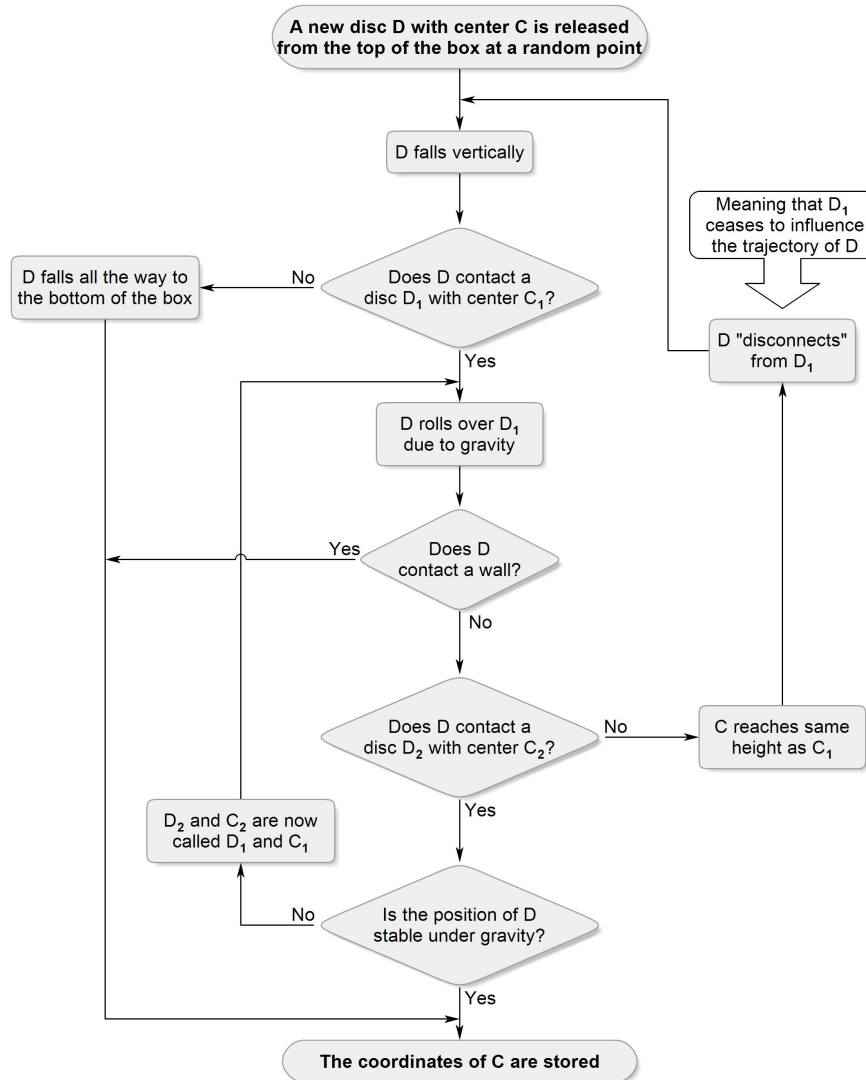 A new disc D with center C is released
from the top of the box at a random point
D falls vertically
Meaning that D₁
ceases to influence
the trajectory of D
Does D contact a
disc D₁ with center C₁?
No
D falls all the way to
the bottom of the box
Yes
D "disconnects"
from D₁
D rolls over D₁
due to gravity
Does D
contact a wall?
Yes
No
Does D contact a
disc D₂ with center C₂?
No
C reaches same
height as C₁
Yes
D₂ and C₂ are now
called D₁ and C₁
Is the position of D
stable under gravity?
No
Yes
The coordinates of C are stored